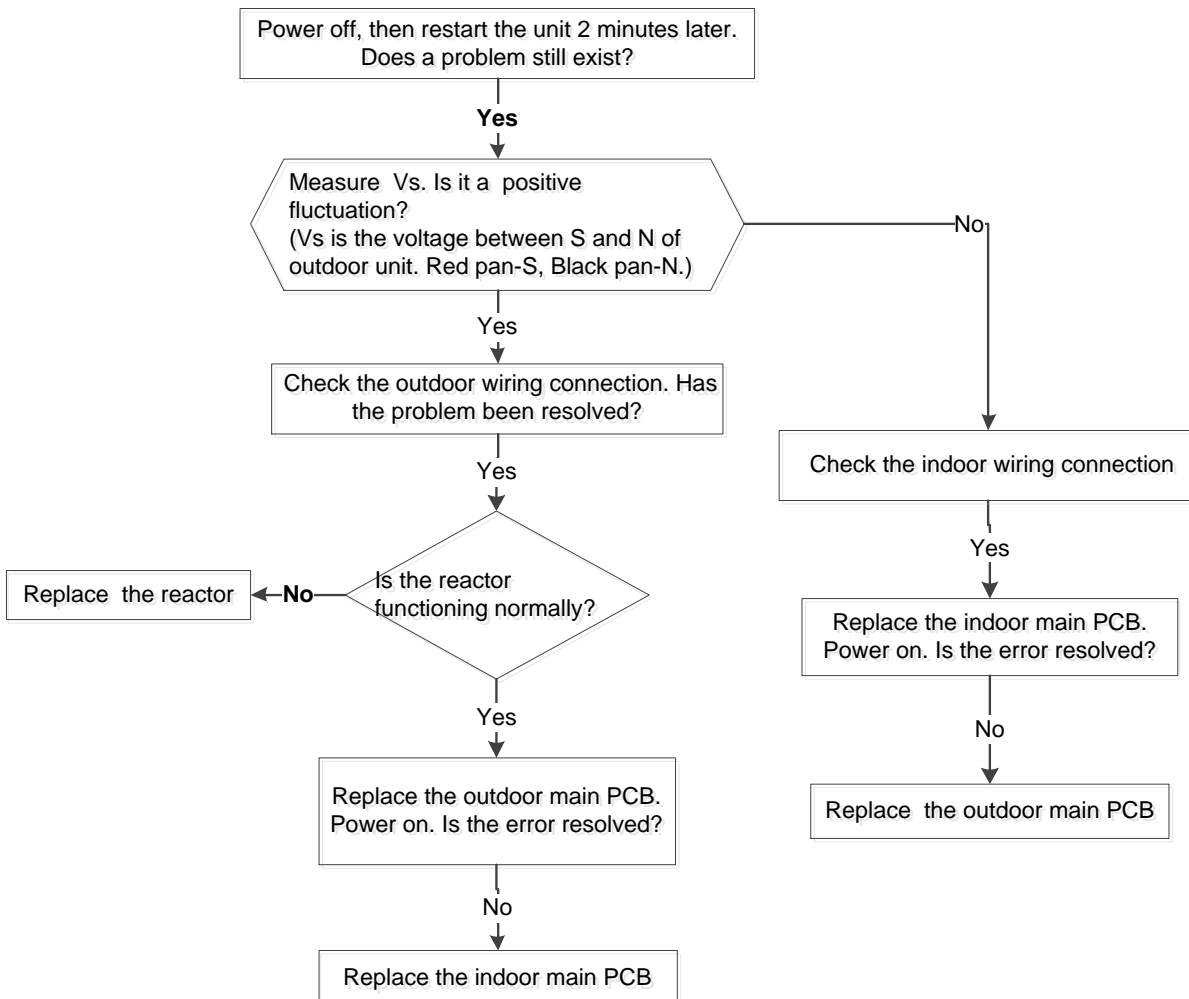 Power off, then restart the unit 2 minutes later.
Does a problem still exist?
Yes
Measure Vs. Is it a positive
fluctuation?
(Vs is the voltage between S and N of
outdoor unit. Red pan-S, Black pan-N.)
No
Yes
Check the outdoor wiring connection. Has
the problem been resolved?
Check the indoor wiring connection
Yes
Yes
Is the reactor
functioning normally?
No
Replace the reactor
Replace the indoor main PCB.
Power on. Is the error resolved?
Yes
No
Replace the outdoor main PCB.
Power on. Is the error resolved?
Replace the outdoor main PCB
No
Replace the indoor main PCB